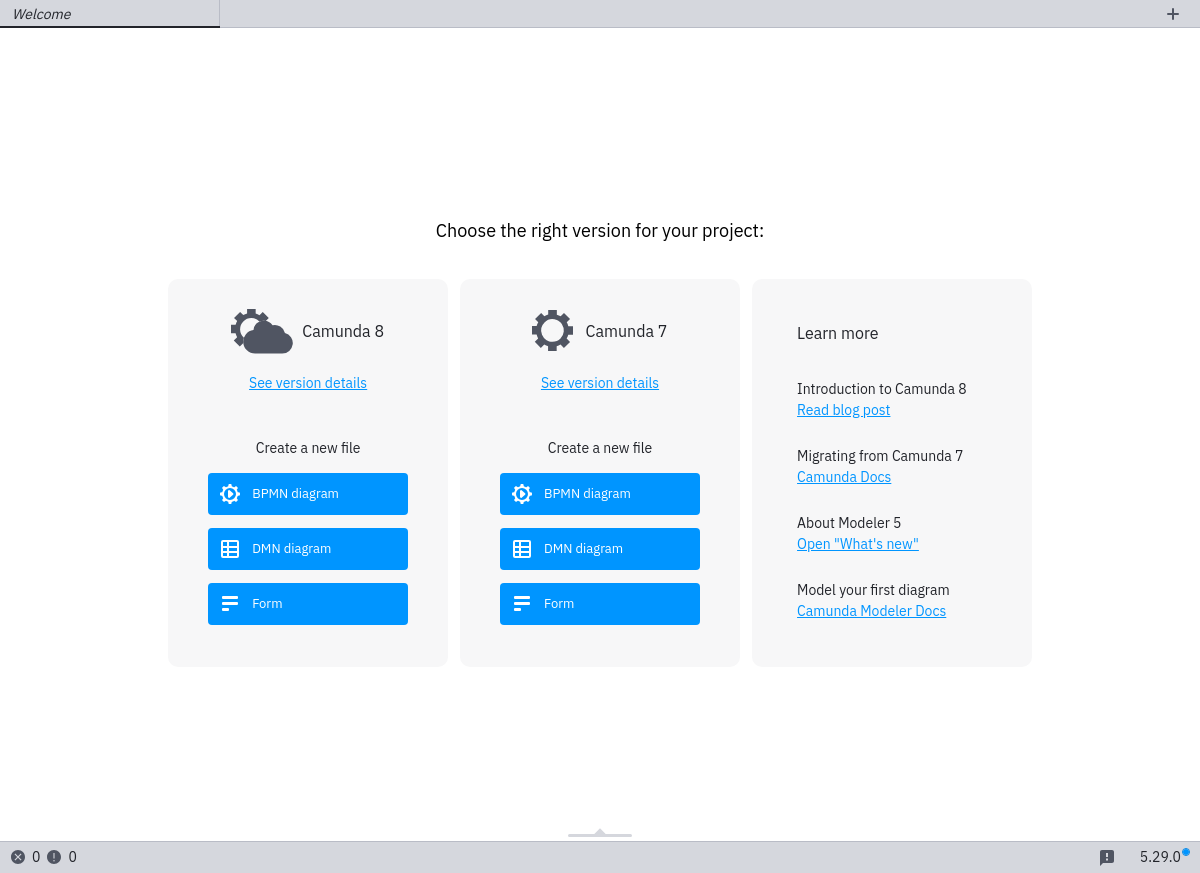 Welcome
Choose the right version for your project:
Camunda 8
See version details
Create a new file
BPMN diagram
DMN diagram
Form
Camunda 7
See version details
Create a new file
BPMN diagram
DMN diagram
Form
Learn more
Introduction to Camunda 8
Read blog post
Migrating from Camunda 7
Camunda Docs
About Modeler 5
Open "What's new"
Model your first diagram
Camunda Modeler Docs
0 0 5.29.0